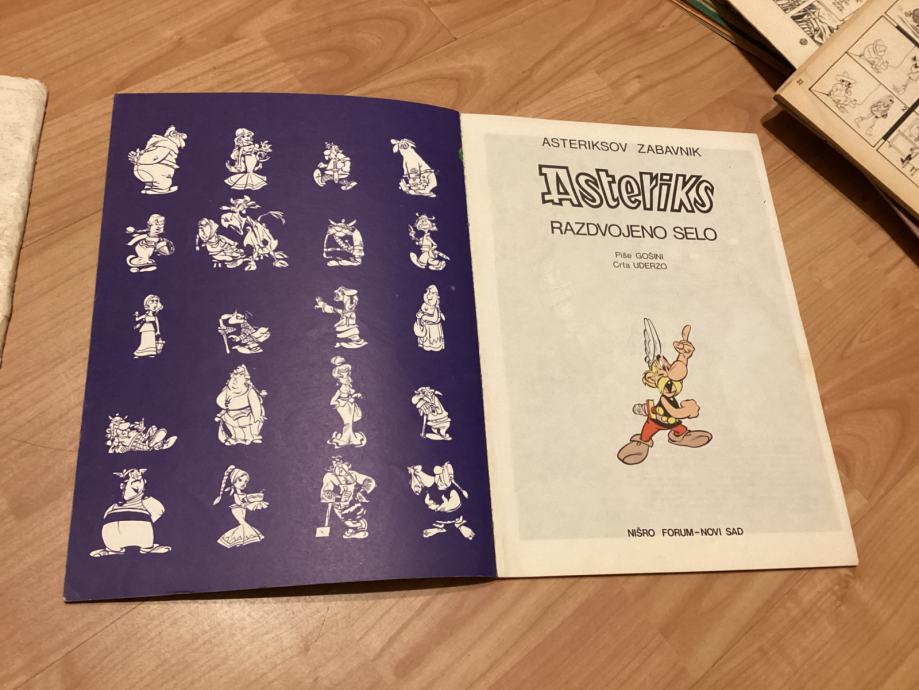 ASTERIKSOV ZABAVNIK
Asteriks
RAZDVOJENO SELO
Piše GOŠINI
Crta UDERZO
NIŠRO FORUM–NOVI SAD